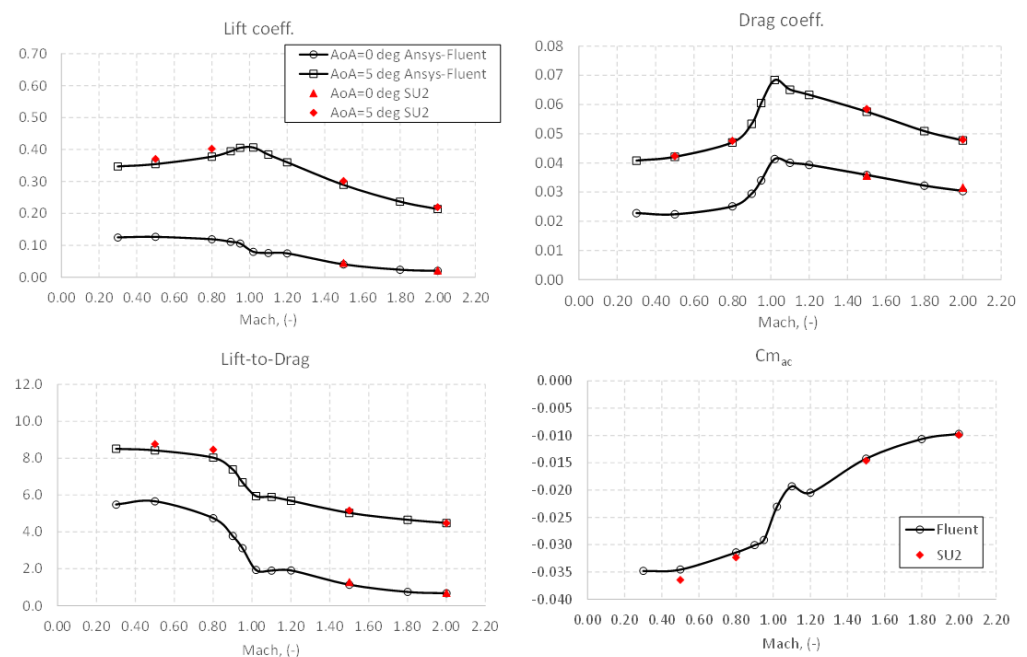 Lift coeff.
0.70
0.60
0.50
0.40
0.30
0.20
0.10
0.00
0.00 0.20 0.40 0.60 0.80 1.00 1.20 1.40 1.60 1.80 2.00 2.20
Mach, (-)
AoA=0 deg Ansys-Fluent
AoA=5 deg Ansys-Fluent
AoA=0 deg SU2
AoA=5 deg SU2
Drag coeff.
0.08
0.07
0.06
0.05
0.04
0.03
0.02
0.01
0.00
0.00 0.20 0.40 0.60 0.80 1.00 1.20 1.40 1.60 1.80 2.00 2.20
Mach, (-)
Lift-to-Drag
12.0
10.0
8.0
6.0
4.0
2.0
0.0
0.00 0.20 0.40 0.60 0.80 1.00 1.20 1.40 1.60 1.80 2.00 2.20
Mach, (-)
Cmac
0.000
-0.005
-0.010
-0.015
-0.020
-0.025
-0.030
-0.035
-0.040
0.00 0.20 0.40 0.60 0.80 1.00 1.20 1.40 1.60 1.80 2.00 2.20
Mach, (-)
Fluent
SU2